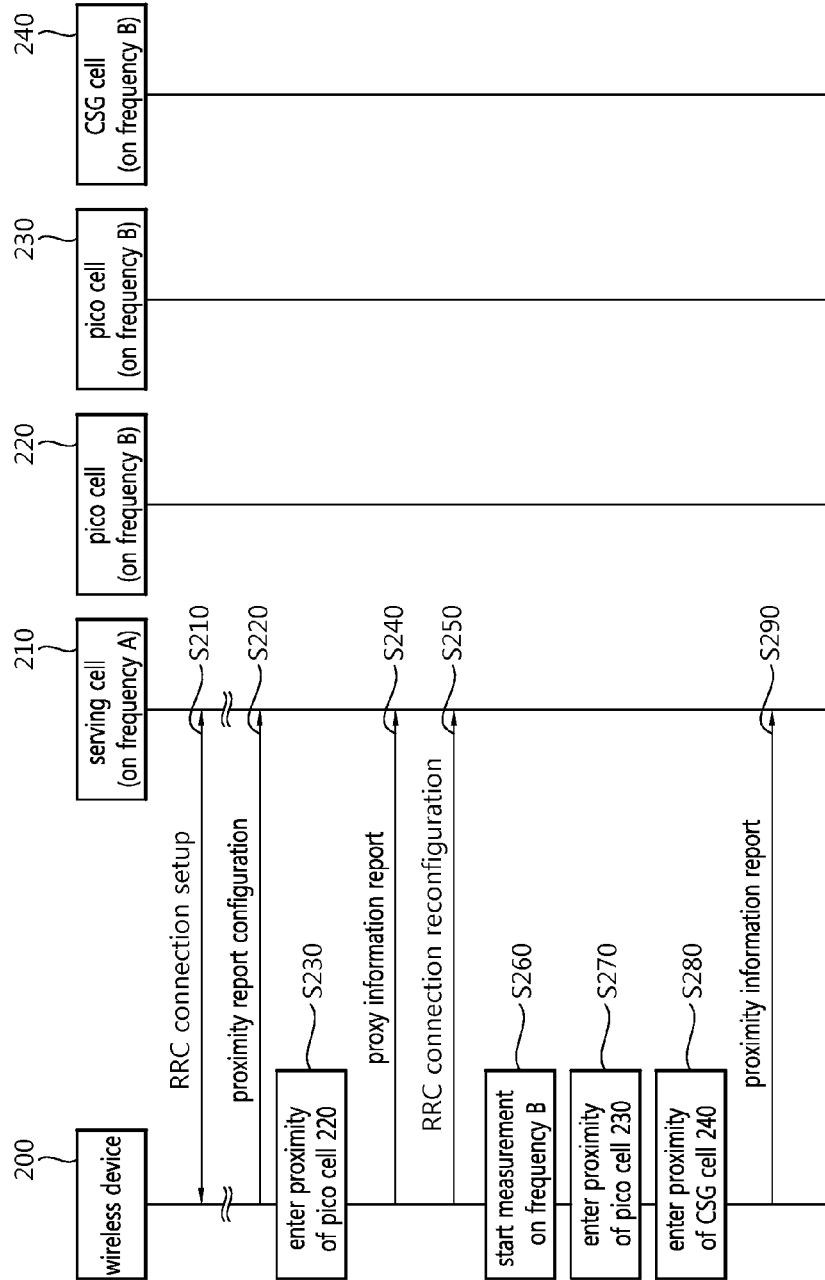 200
wireless device
210
serving cell
(on frequency A)
220
pico cell
(on frequency B)
230
pico cell
(on frequency B)
240
CSG cell
(on frequency B)
RRC connection setup
S210
proximity report configuration
S220
enter proximity
of pico cell 220
S230
proxy information report
S240
RRC connection reconfiguration
S250
start measurement
on frequency B
S260
enter proximity
of pico cell 230
S270
enter proximity
of CSG cell 240
S280
proximity information report
S290